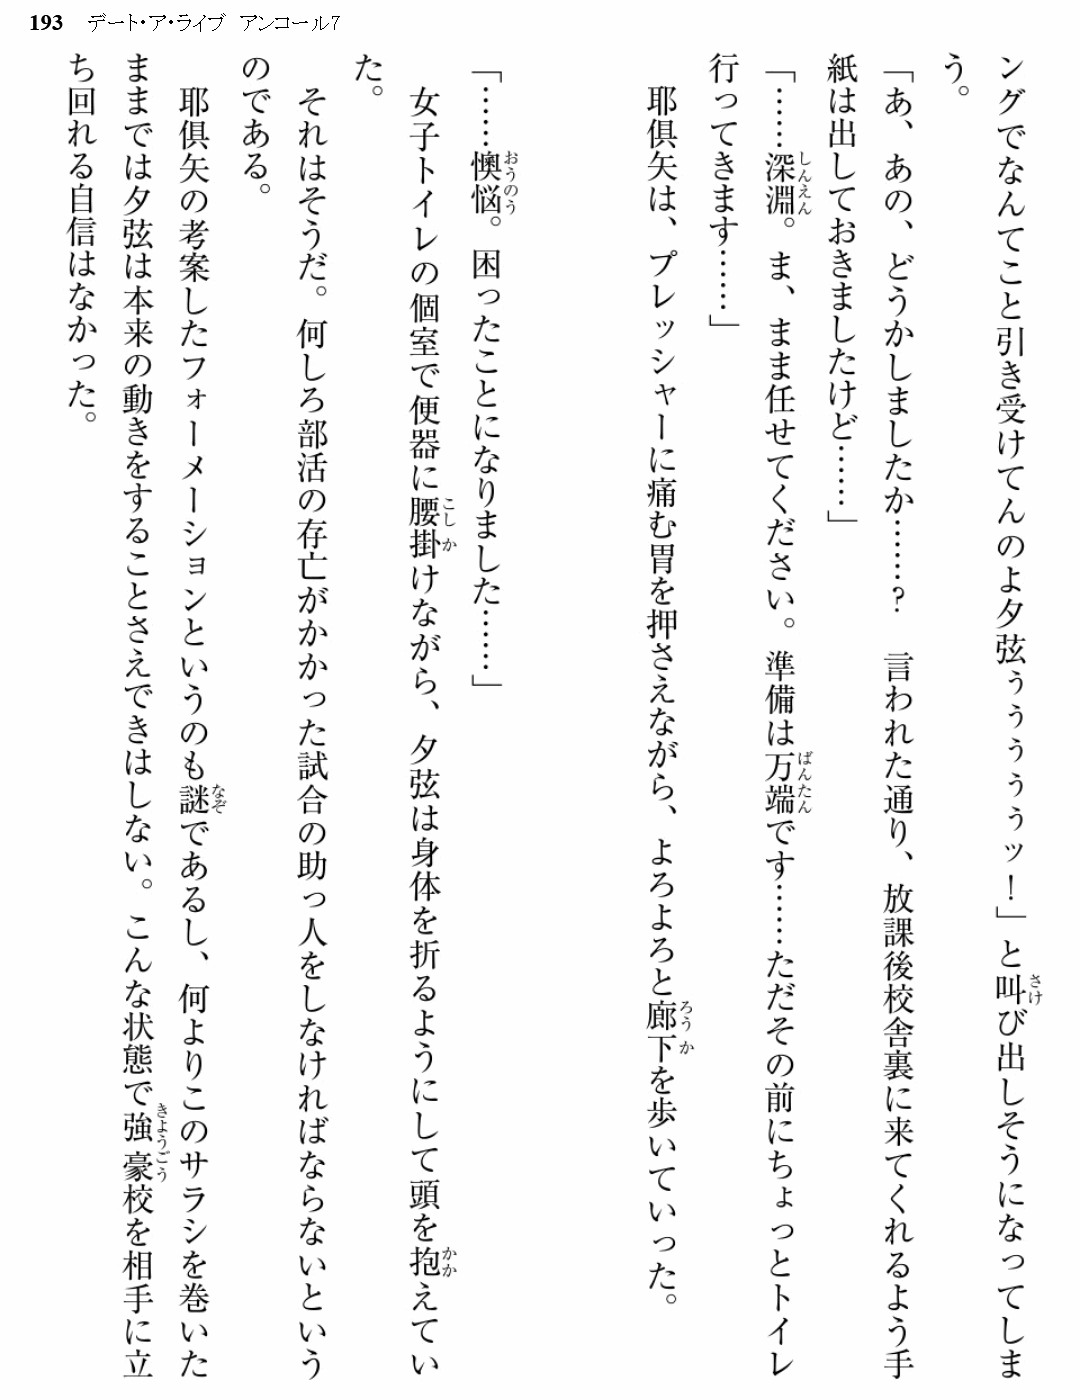 193 デート・ア・ライブ アンコール7
ングでなんてこと引き受けてんのよ夕弦ぅぅぅぅぅッ！」と叫び出しそうになってしま
う。
「あ、あの、どうかしましたか……？　言われた通り、放課後校舎裏に来てくれるよう手
紙は出しておきましたけど……」
「……深淵。ま、まま任せてください。準備は万端です……ただその前にちょっとトイレ
行ってきます……」
耶倶矢は、プレッシャーに痛む胃を押さえながら、よろよろと廊下を歩いていった。
「……懊悩。困ったことになりました……」
女子トイレの個室で便器に腰掛けながら、夕弦は身体を折るようにして頭を抱えてい
た。
それはそうだ。何しろ部活の存亡がかかった試合の助っ人をしなければならないという
のである。
耶倶矢の考案したフォーメーションというのも謎であるし、何よりこのサラシを巻いた
ままでは夕弦は本来の動きをすることさえできはしない。こんな状態で強豪校を相手に立
ち回れる自信はなかった。